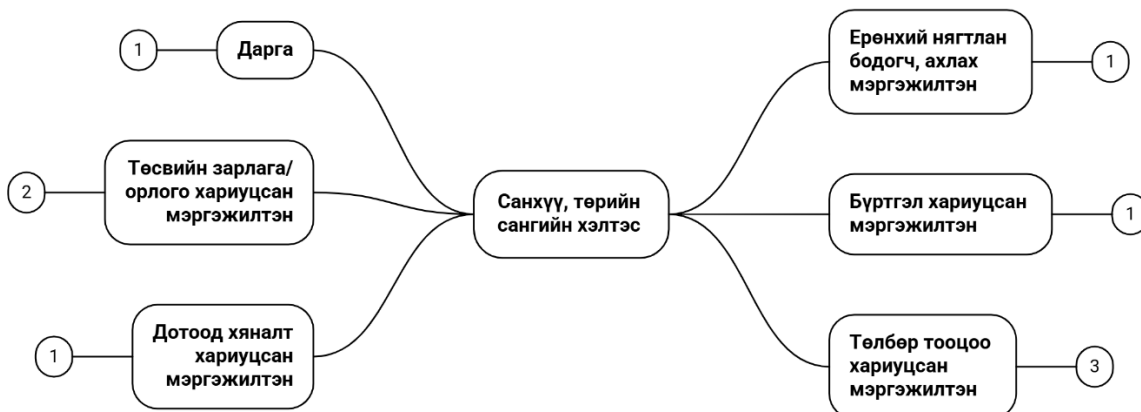 1
Дарга
2
Төсвийн зарлага/
орлого хариуцсан
мэргэжилтэн
1
Дотоод хяналт
хариуцсан
мэргэжилтэн
Санхүү, төрийн
сангийн хэлтэс
Ерөнхий нягтлан
бодогч, ахлах
мэргэжилтэн
1
Бүртгэл хариуцсан
мэргэжилтэн
1
Төлбөр тооцоо
хариуцсан
мэргэжилтэн
3